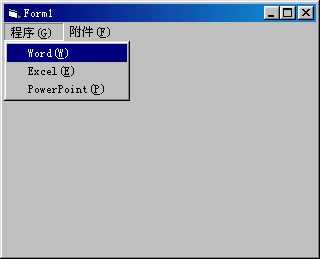 Form1
程序(G) 附件(F)
Word(W)
Excel(E)
PowerPoint(P)